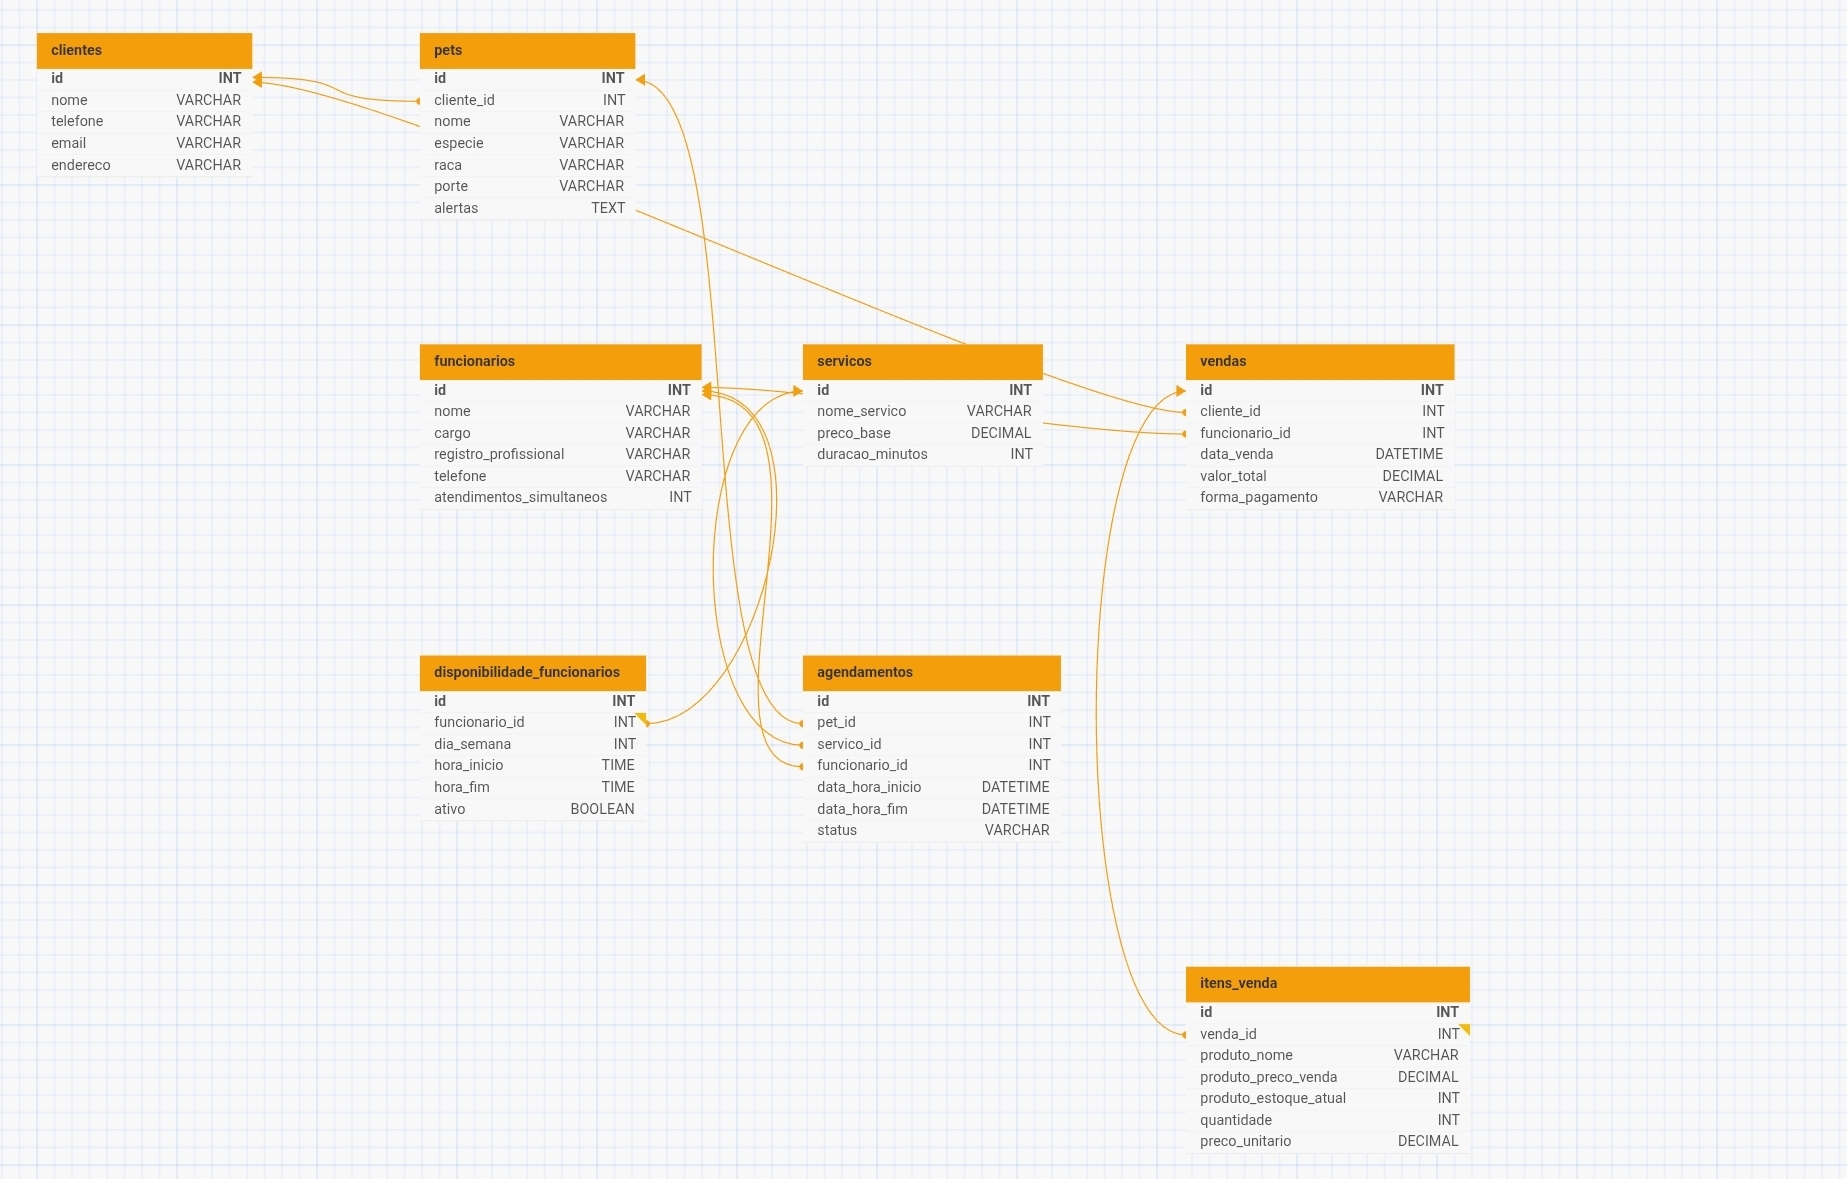 clientes
id INT
nome VARCHAR
telefone VARCHAR
email VARCHAR
endereco VARCHAR
pets
id INT
cliente_id INT
nome VARCHAR
especie VARCHAR
raca VARCHAR
porte VARCHAR
alertas TEXT
funcionarios
id INT
nome VARCHAR
cargo VARCHAR
registro_profissional VARCHAR
telefone VARCHAR
atendimentos_simultaneos INT
servicos
id INT
nome_servico VARCHAR
preco_base DECIMAL
duracao_minutos INT
vendas
id INT
cliente_id INT
funcionario_id INT
data_venda DATETIME
valor_total DECIMAL
forma_pagamento VARCHAR
disponibilidade_funcionarios
id INT
funcionario_id INT
dia_semana INT
hora_inicio TIME
hora_fim TIME
ativo BOOLEAN
agendamentos
id INT
pet_id INT
servico_id INT
funcionario_id INT
data_hora_inicio DATETIME
data_hora_fim DATETIME
status VARCHAR
itens_venda
id INT
venda_id INT
produto_nome VARCHAR
produto_preco_venda DECIMAL
produto_estoque_atual INT
quantidade INT
preco_unitario DECIMAL